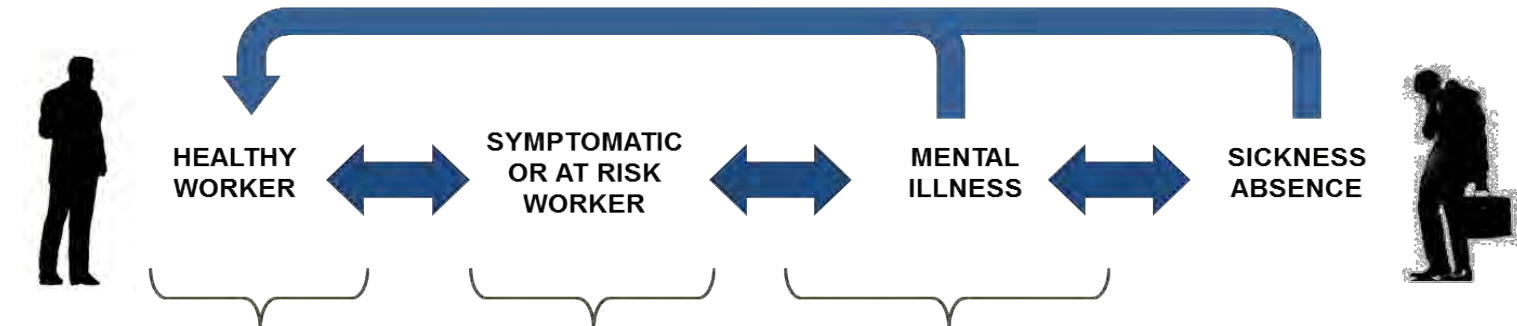 HEALTHY
WORKER
SYMPTOMATIC
OR AT RISK
WORKER
MENTAL
ILLNESS
SICKNESS
ABSENCE